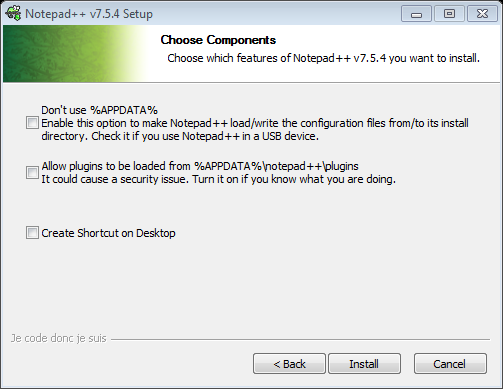 Notepad++ v7.5.4 Setup
Choose Components
Choose which features of Notepad++ v7.5.4 you want to install.
Don't use %APPDATA%
Enable this option to make Notepad++ load/write the configuration files from/to its install
directory. Check it if you use Notepad++ in a USB device.
Allow plugins to be loaded from %APPDATA%\notepad++\plugins
It could cause a security issue. Turn it on if you know what you are doing.
Create Shortcut on Desktop
Je code donc je suis
< Back
Install
Cancel